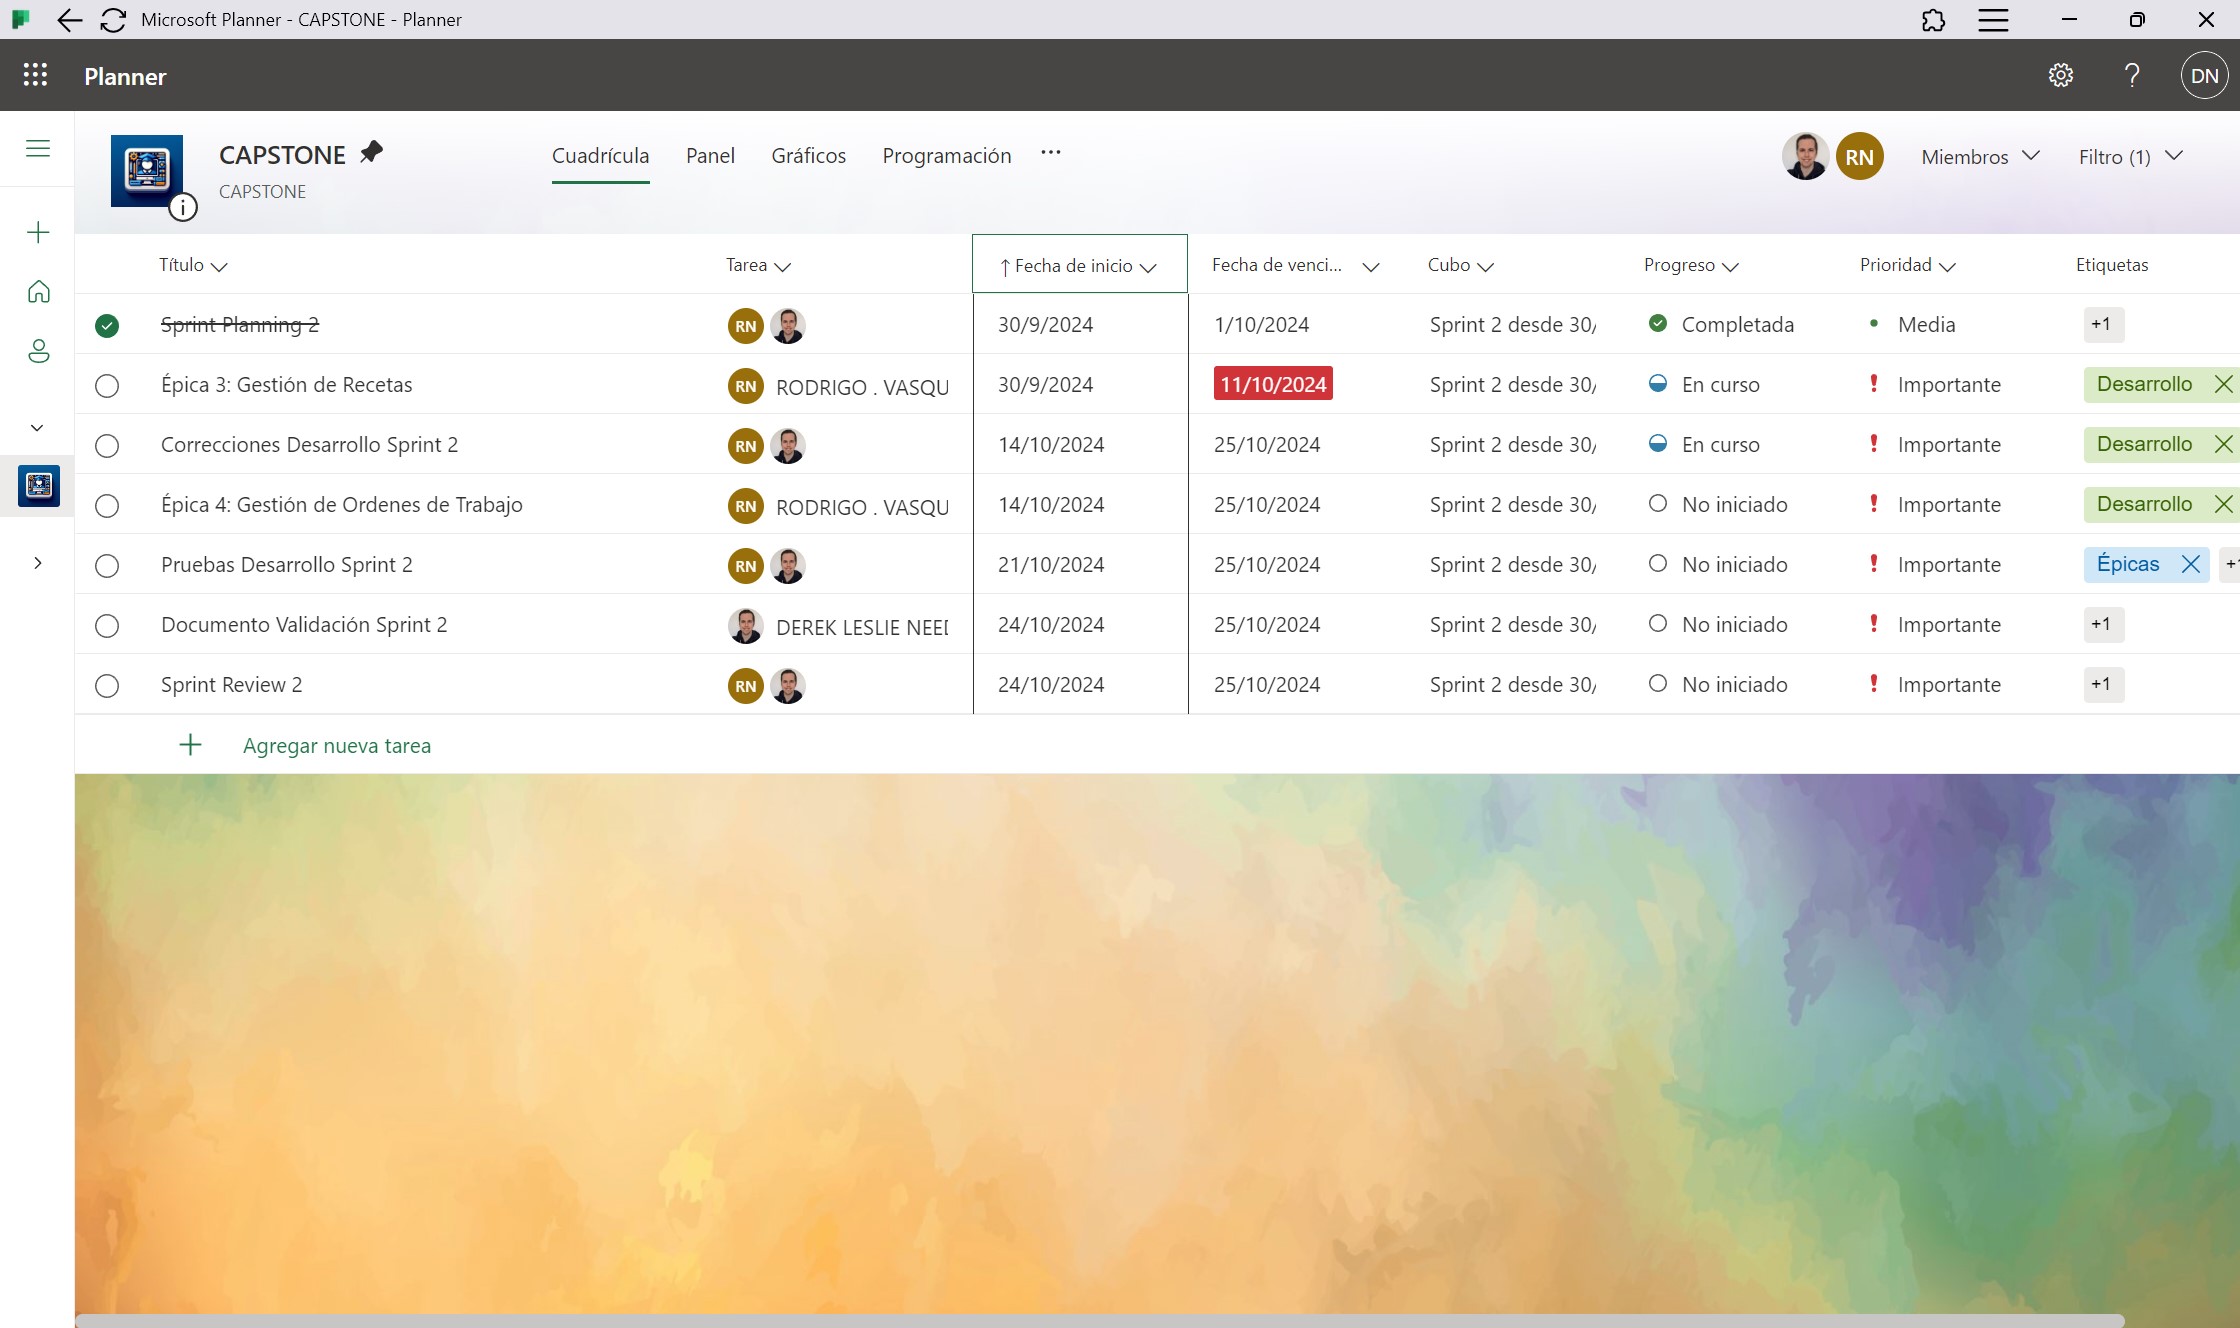 Microsoft Planner - CAPSTONE - Planner
Planner
DN
CAPSTONE
CAPSTONE
Cuadrícula Panel Gráficos Programación ···
RN Miembros Filtro (1)
Título Tarea ↑ Fecha de inicio Fecha de venci... Cubo Progreso Prioridad Etiquetas
Sprint Planning 2 RN 30/9/2024 1/10/2024 Sprint 2 desde 30/ Completada Media +1
Épica 3: Gestión de Recetas RN RODRIGO . VASQU 30/9/2024 11/10/2024 Sprint 2 desde 30/ En curso Importante Desarrollo
Correcciones Desarrollo Sprint 2 RN 14/10/2024 25/10/2024 Sprint 2 desde 30/ En curso Importante Desarrollo
Épica 4: Gestión de Ordenes de Trabajo RN RODRIGO . VASQU 14/10/2024 25/10/2024 Sprint 2 desde 30/ No iniciado Importante Desarrollo
Pruebas Desarrollo Sprint 2 RN 21/10/2024 25/10/2024 Sprint 2 desde 30/ No iniciado Importante Épicas +1
Documento Validación Sprint 2 DEREK LESLIE NEE 24/10/2024 25/10/2024 Sprint 2 desde 30/ No iniciado Importante +1
Sprint Review 2 RN 24/10/2024 25/10/2024 Sprint 2 desde 30/ No iniciado Importante +1
Agregar nueva tarea